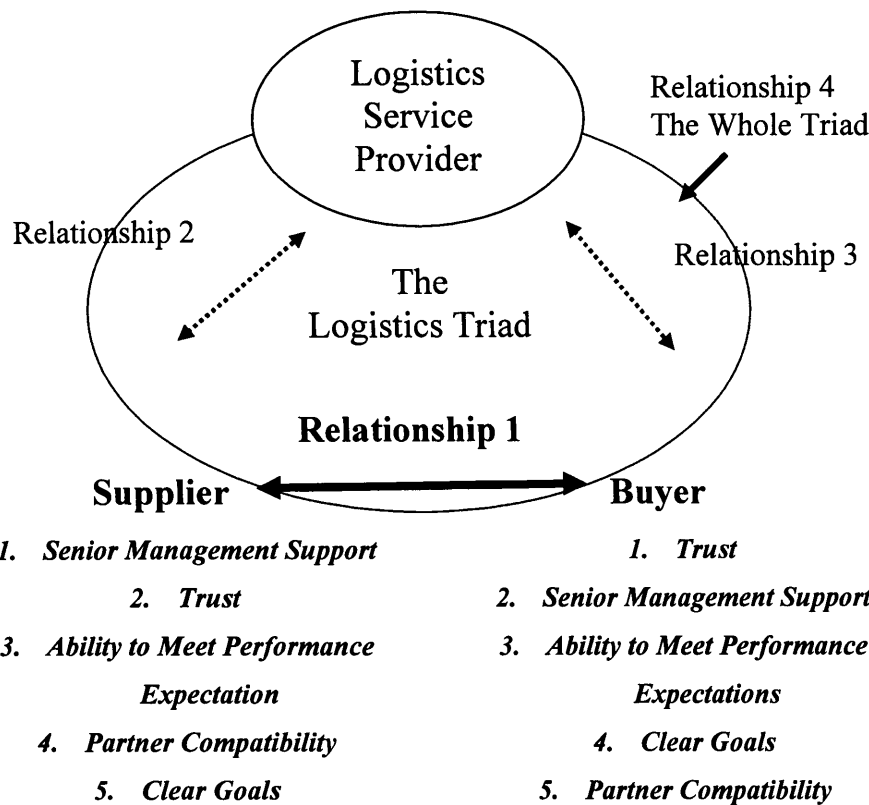 Logistics
Service
Provider
Relationship 4
The Whole Triad
Relationship 2
Relationship 3
The
Logistics Triad
Relationship 1
Supplier
Buyer
1. Senior Management Support
2. Trust
3. Ability to Meet Performance
Expectation
4. Partner Compatibility
5. Clear Goals
1. Trust
2. Senior Management Support
3. Ability to Meet Performance
Expectations
4. Clear Goals
5. Partner Compatibility